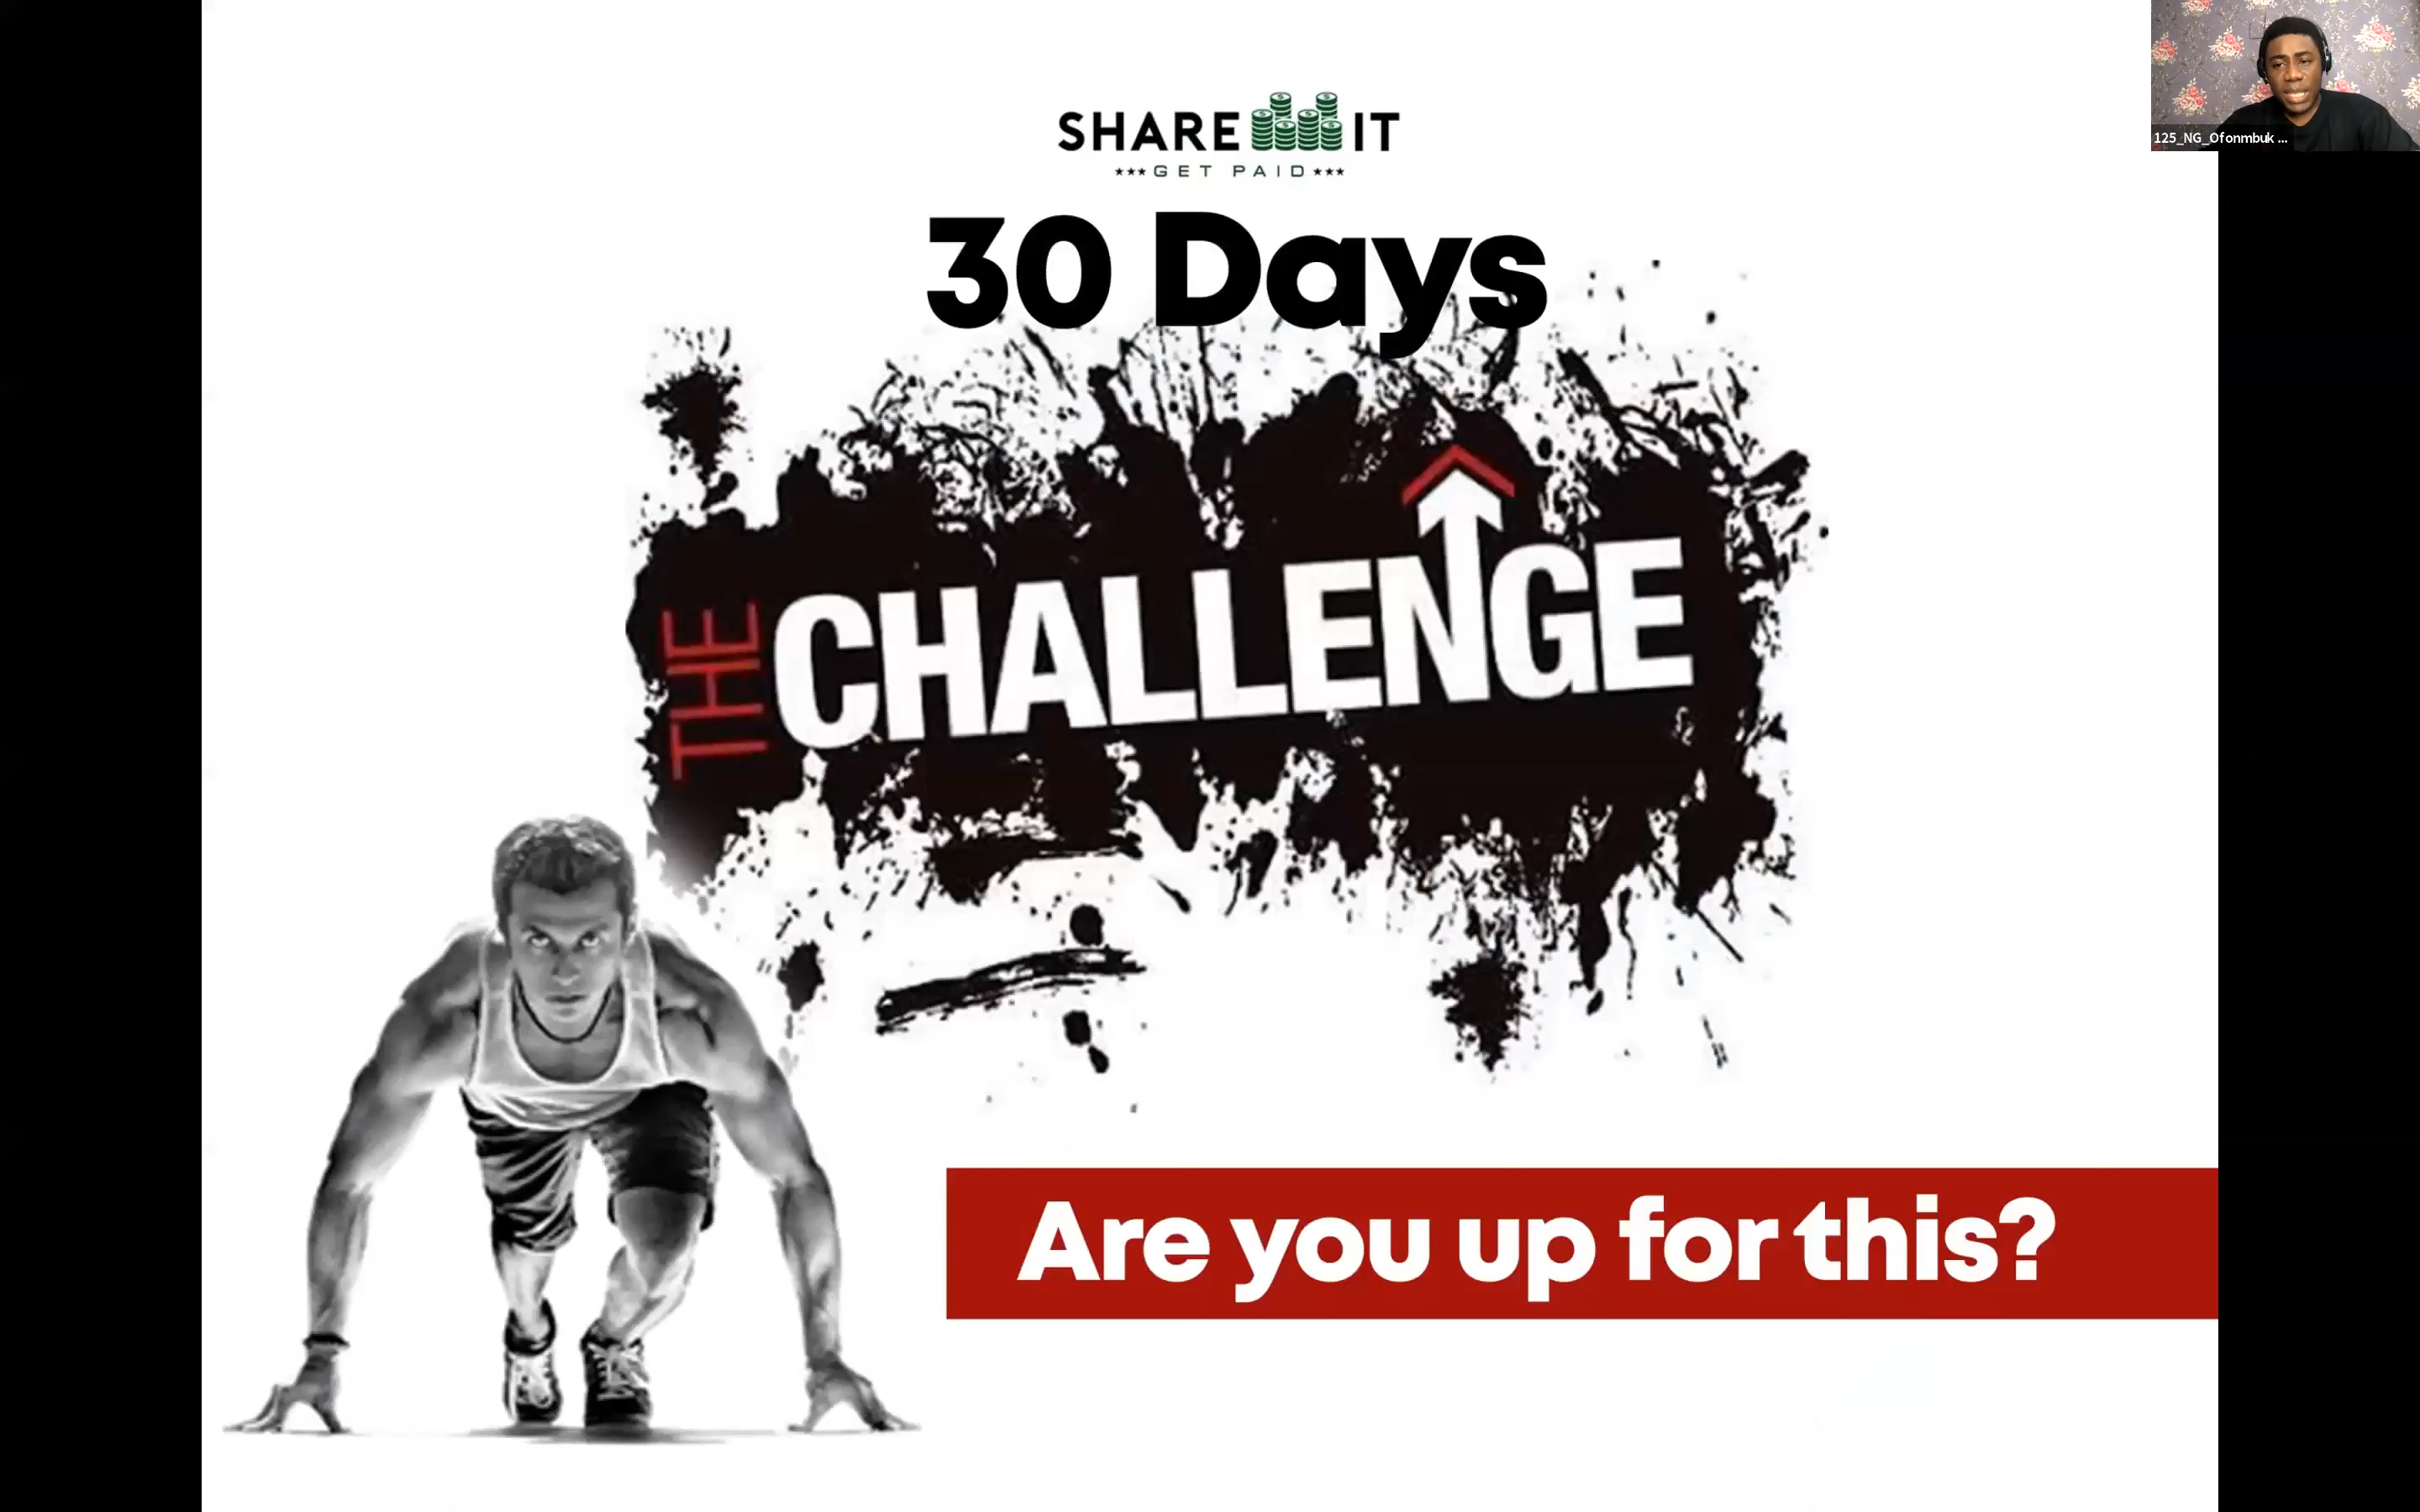 SHARE IT
***GET PAID***
30 Days
THE CHALLENGE
Are you up for this?
125_NG_Ofonmbuk ...